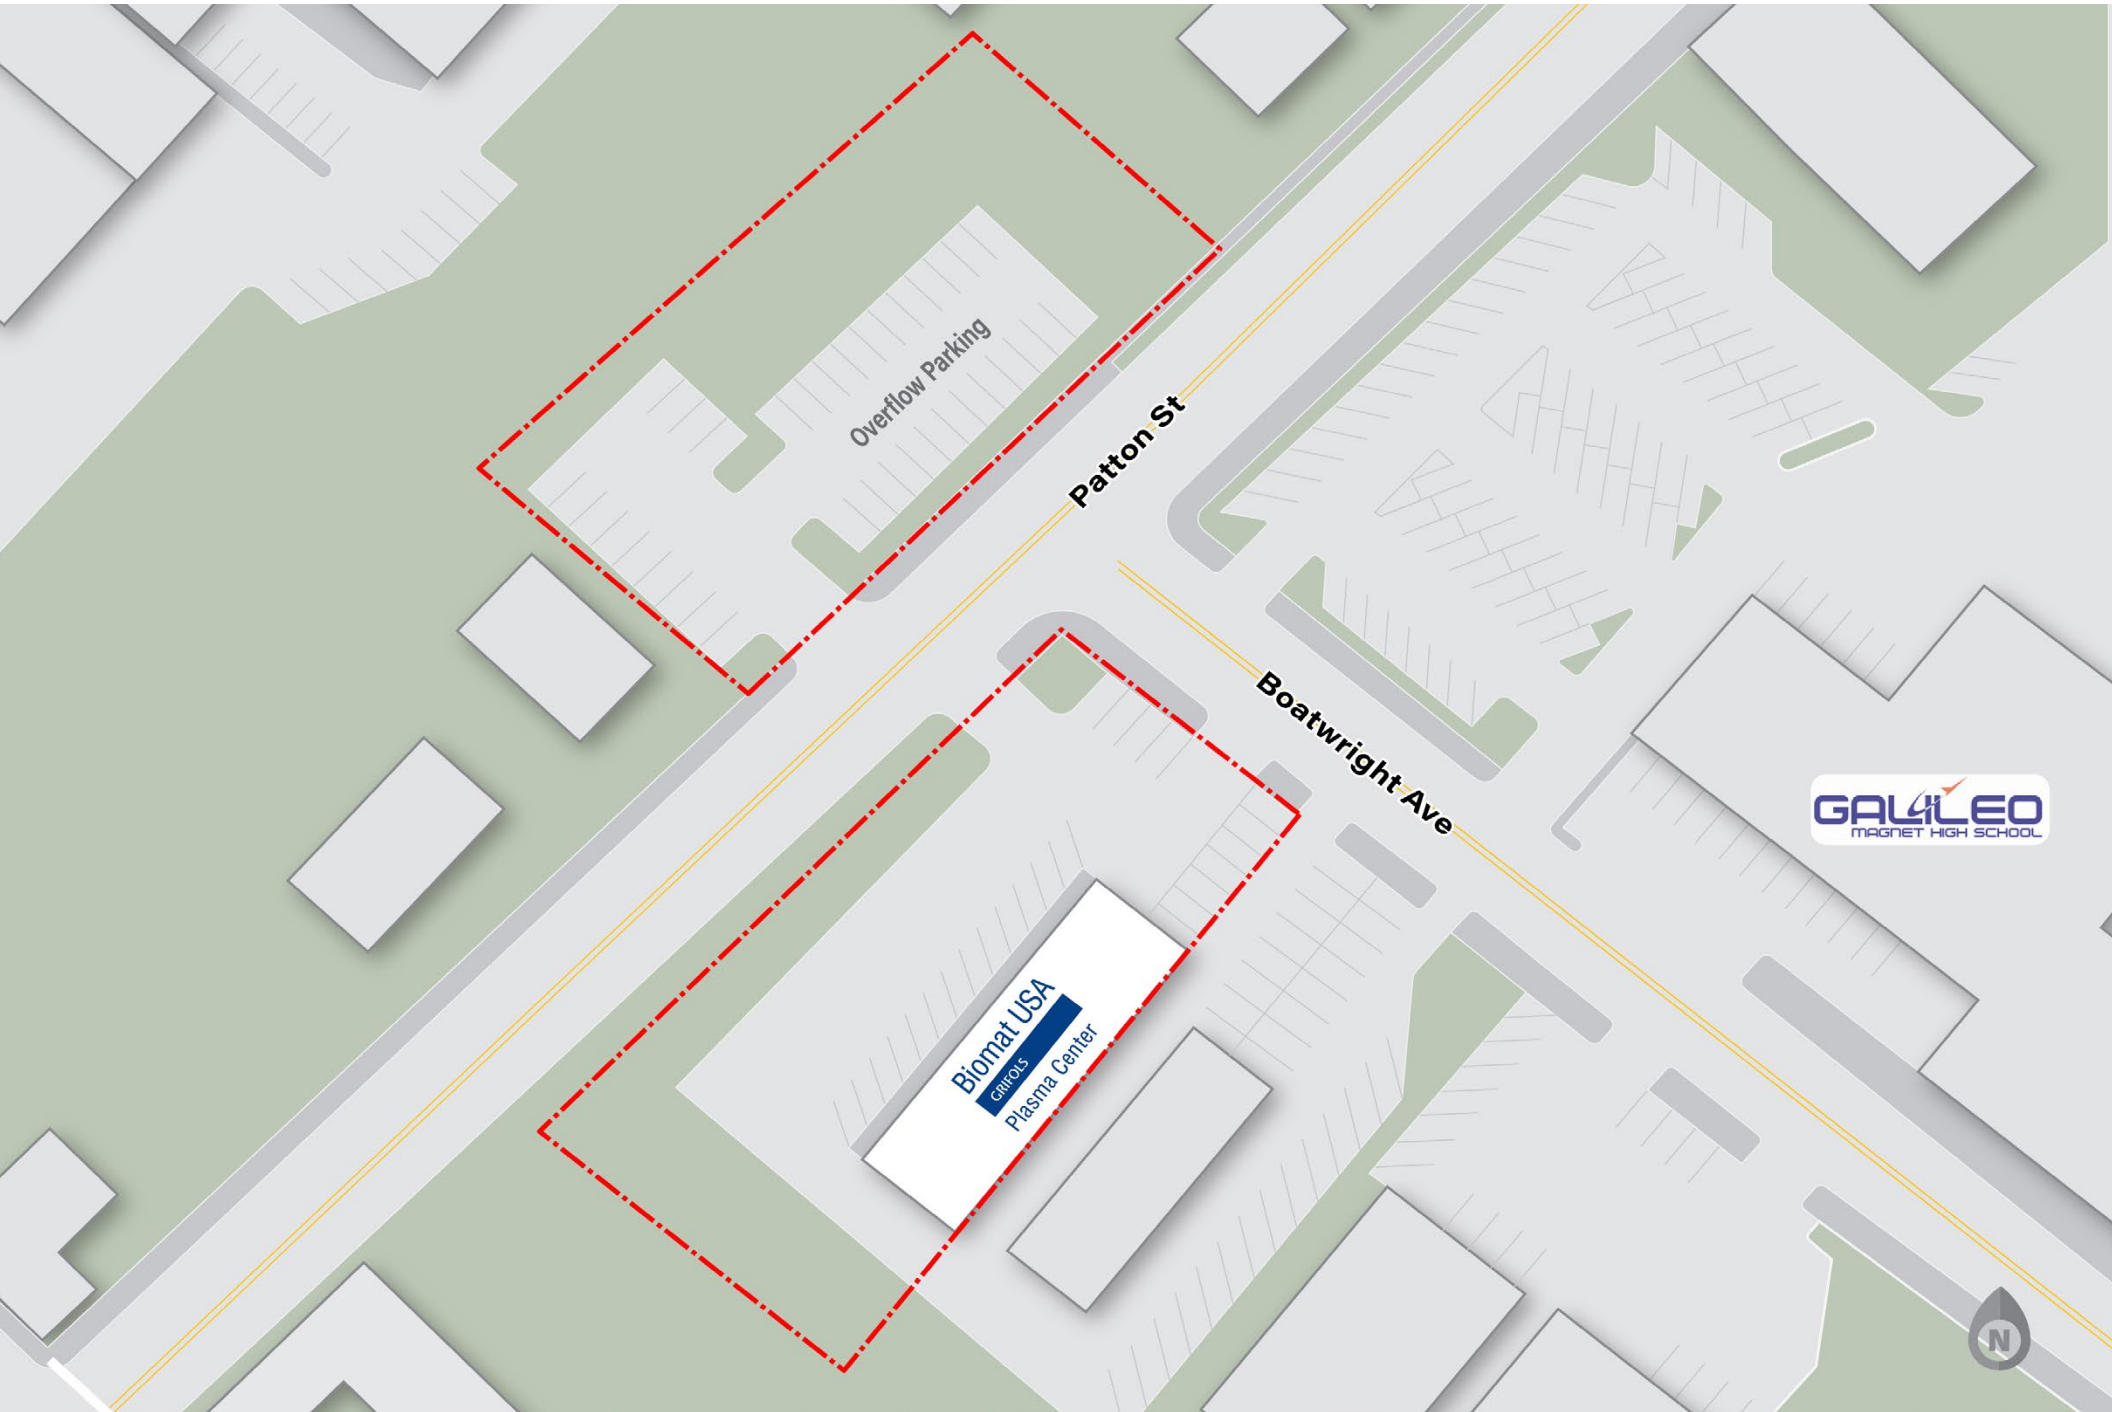 Overflow Parking
Patton St
Boatwright Ave
GALILEO
MAGNET HIGH SCHOOL
Biomat USA
GRIFOLS
Plasma Center
N